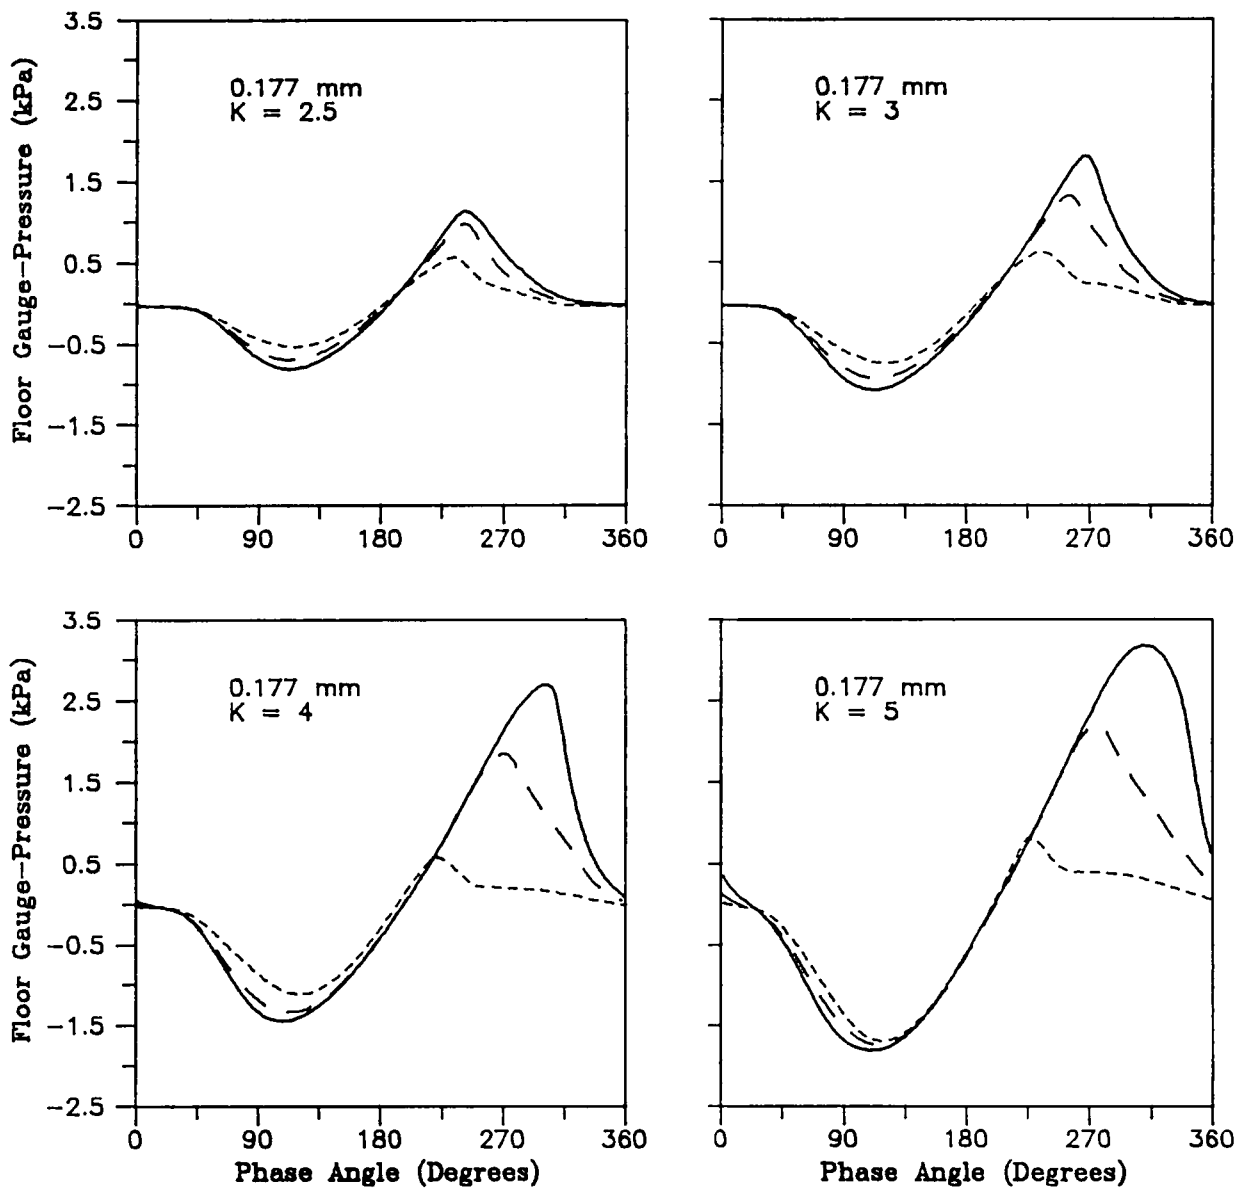 3.5
2.5
1.5
0.5
−0.5
−1.5
−2.5
Floor Gauge−Pressure (kPa)
0.177 mm
K = 2.5
0 90 180 270 360
0.177 mm
K = 3
0 90 180 270 360
3.5
2.5
1.5
0.5
−0.5
−1.5
−2.5
Floor Gauge−Pressure (kPa)
0.177 mm
K = 4
0 90 180 270 360
Phase Angle (Degrees)
0.177 mm
K = 5
0 90 180 270 360
Phase Angle (Degrees)